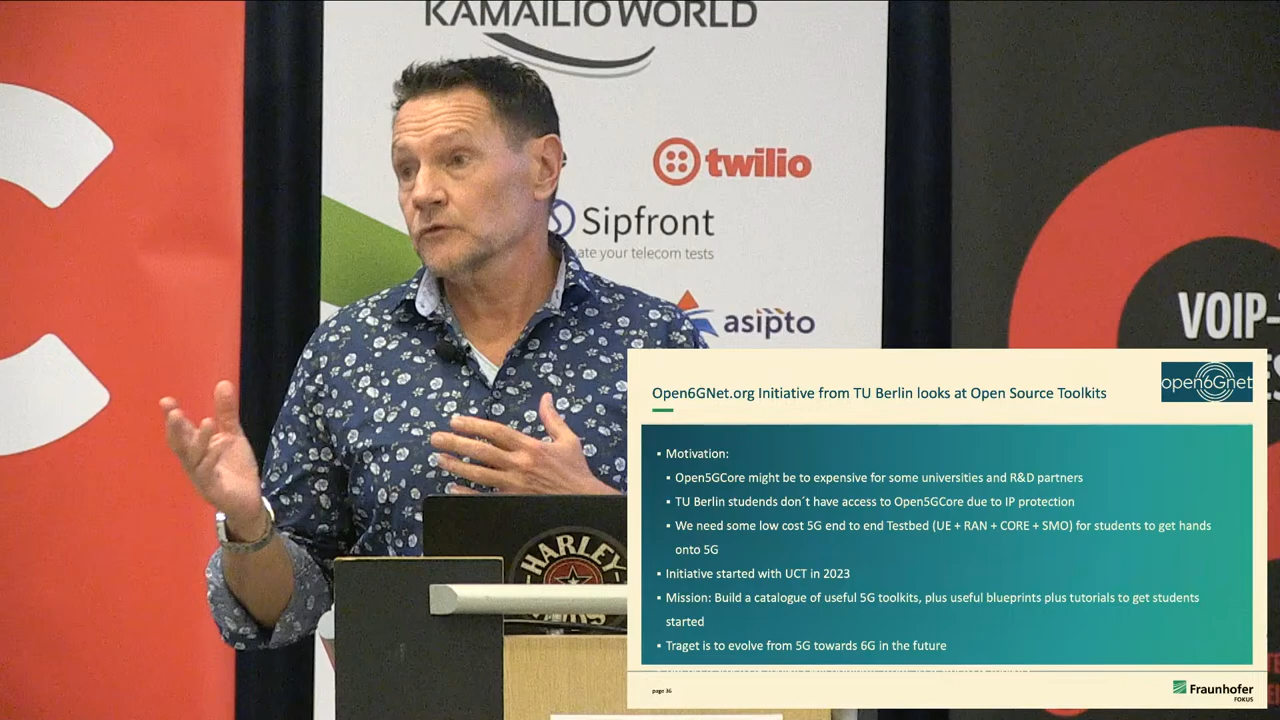 KAMAILIO WORLD
twilio
Sipfront
ate your telecom tests
asipto
VOIP-
HARLEY-
Open6GNet.org Initiative from TU Berlin looks at Open Source Toolkits
open6Gnet
▪ Motivation:
▪ Open5GCore might be to expensive for some universities and R&D partners
▪ TU Berlin studends don´t have access to Open5GCore due to IP protection
▪ We need some low cost 5G end to end Testbed (UE + RAN + CORE + SMO) for students to get hands
onto 5G
▪ Initiative started with UCT in 2023
▪ Mission: Build a catalogue of useful 5G toolkits, plus useful blueprints plus tutorials to get students
started
▪ Traget is to evolve from 5G towards 6G in the future
page 36
Fraunhofer
FOKUS